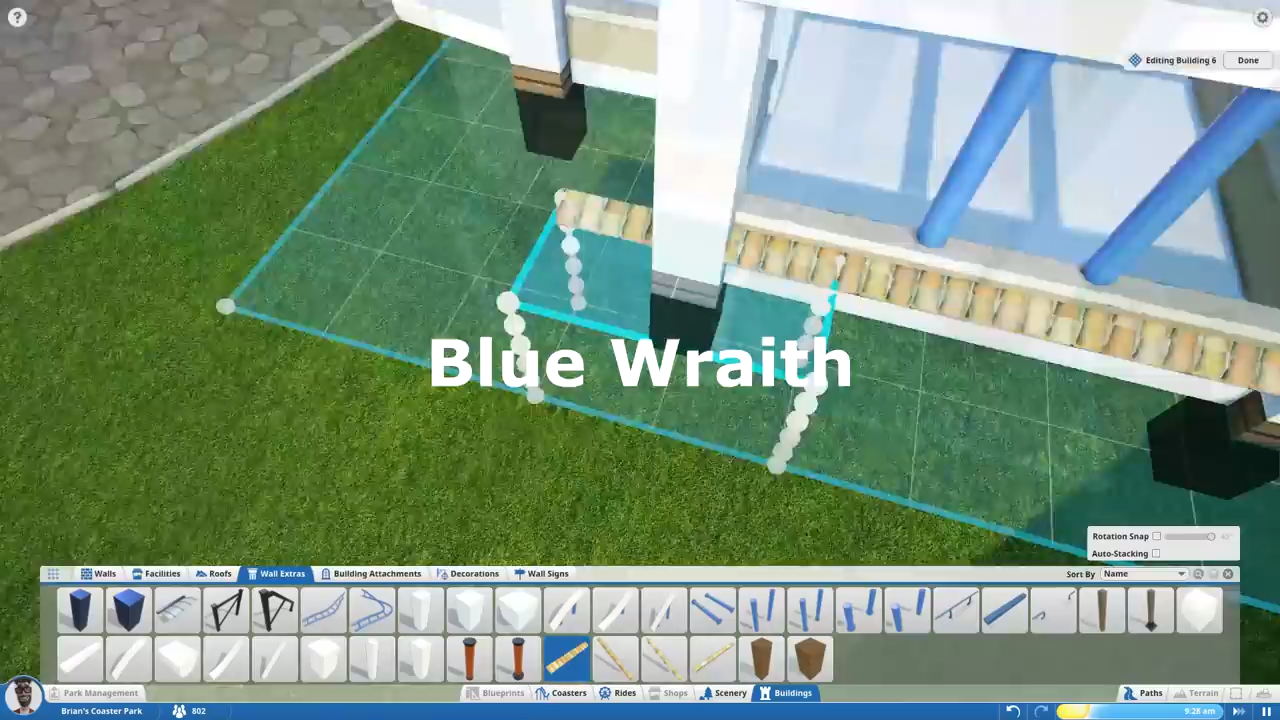 ?
Editing Building 6
Done
Blue Wraith
Rotation Snap
45°
Auto-Stacking
Walls
Facilities
Roofs
Wall Extras
Building Attachments
Decorations
Wall Signs
Sort By
Name
Park Management
Blueprints
Coasters
Rides
Shops
Scenery
Buildings
Paths
Terrain
Brian's Coaster Park
802
9:28 am